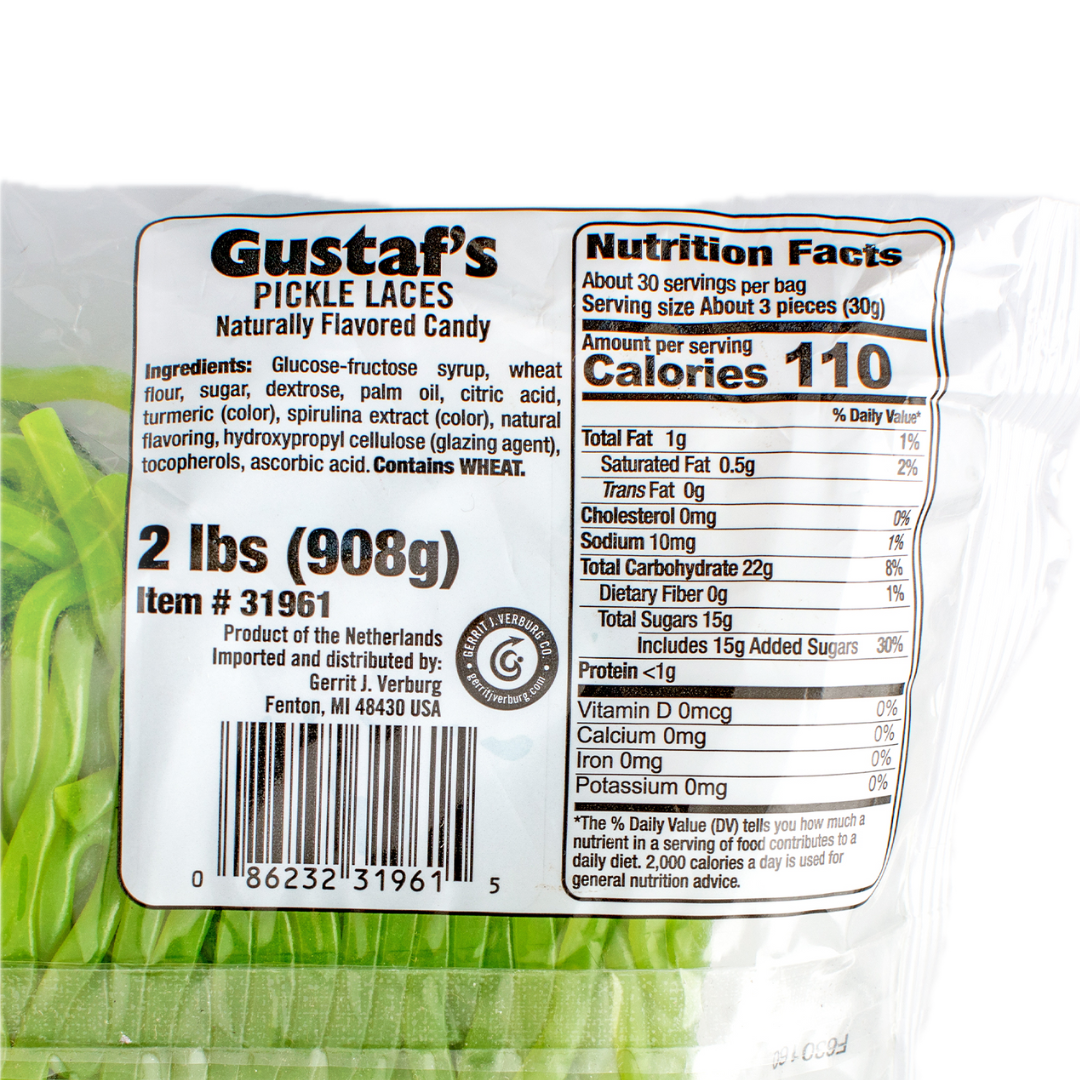 Gustaf's
PICKLE LACES
Naturally Flavored Candy
Ingredients: Glucose-fructose syrup, wheat
flour, sugar, dextrose, palm oil, citric acid,
turmeric (color), spirulina extract (color), natural
flavoring, hydroxypropyl cellulose (glazing agent),
tocopherols, ascorbic acid. Contains WHEAT.
2 lbs (908g)
Item # 31961
Product of the Netherlands
Imported and distributed by:
Gerrit J. Verburg
Fenton, MI 48430 USA
GERRIT J. VERBURG CO.
gerritjverburg.com
0 86232 31961 5
Nutrition Facts
About 30 servings per bag
Serving size About 3 pieces (30g)
Amount per serving
Calories 110
% Daily Value*
Total Fat 1g 1%
Saturated Fat 0.5g 2%
Trans Fat 0g
Cholesterol 0mg 0%
Sodium 10mg 1%
Total Carbohydrate 22g 8%
Dietary Fiber 0g 1%
Total Sugars 15g
Includes 15g Added Sugars 30%
Protein <1g
Vitamin D 0mcg 0%
Calcium 0mg 0%
Iron 0mg 0%
Potassium 0mg 0%
*The % Daily Value (DV) tells you how much a
nutrient in a serving of food contributes to a
daily diet. 2,000 calories a day is used for
general nutrition advice.